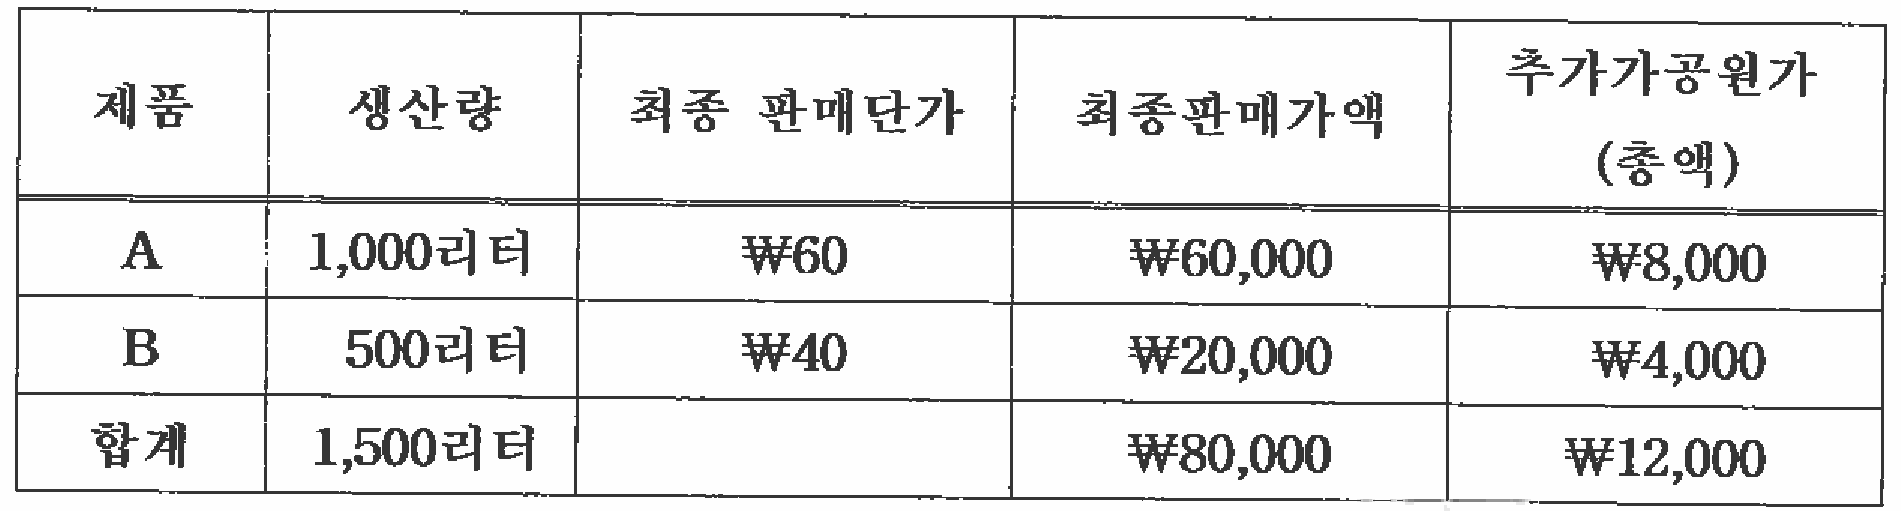 제품 생산량 최종 판매단가 최종판매가액 추가가공원가
(총액)
A 1,000리터 ₩60 ₩60,000 ₩8,000
B 500리터 ₩40 ₩20,000 ₩4,000
합계 1,500리터 ₩80,000 ₩12,000